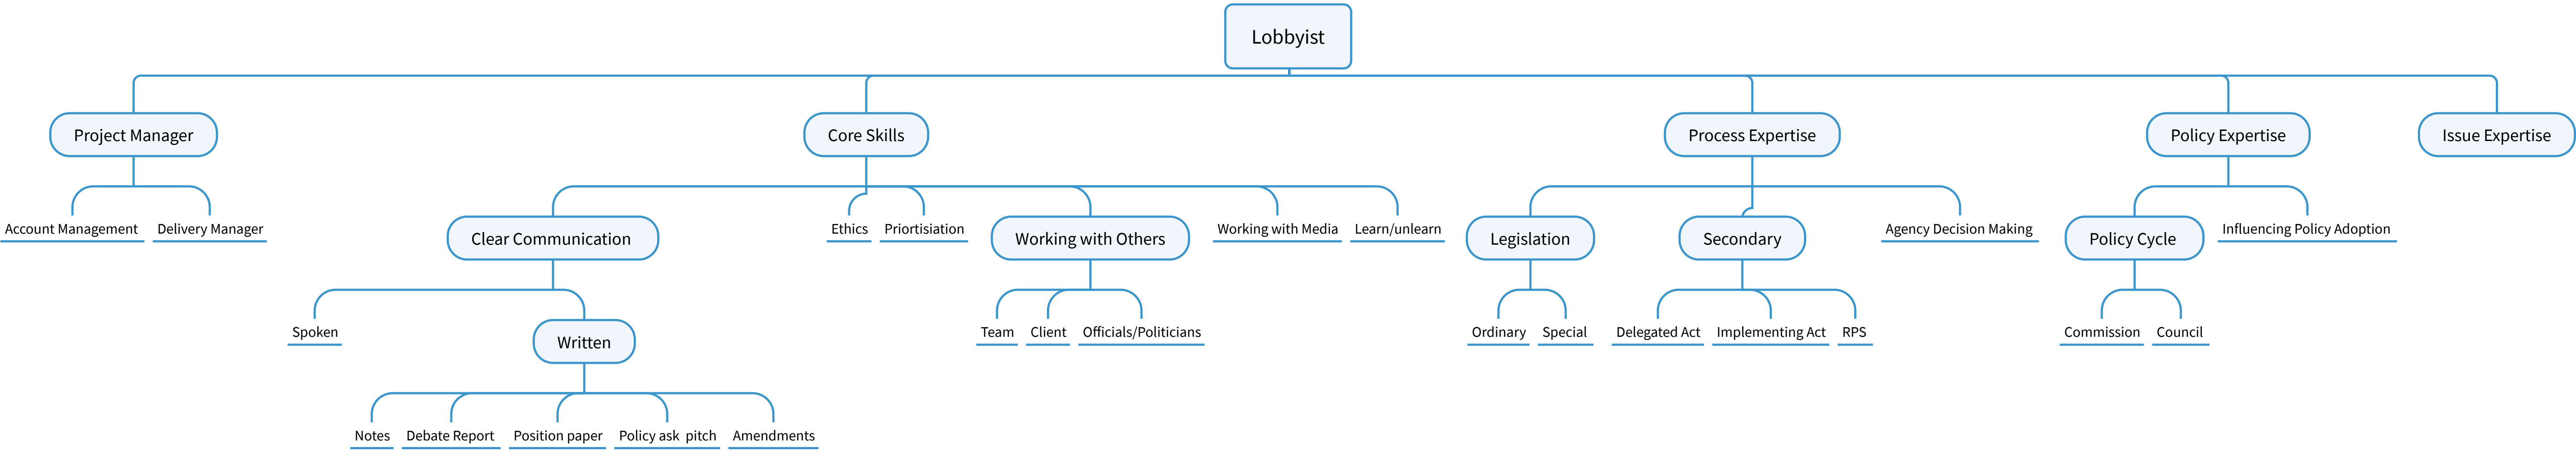 Lobbyist
Project Manager
Core Skills
Process Expertise
Policy Expertise
Issue Expertise
Account Management
Delivery Manager
Clear Communication
Ethics
Priortisiation
Working with Others
Working with Media
Learn/unlearn
Legislation
Secondary
Agency Decision Making
Policy Cycle
Influencing Policy Adoption
Spoken
Written
Team
Client
Officials/Politicians
Ordinary
Special
Delegated Act
Implementing Act
RPS
Commission
Council
Notes
Debate Report
Position paper
Policy ask  pitch
Amendments